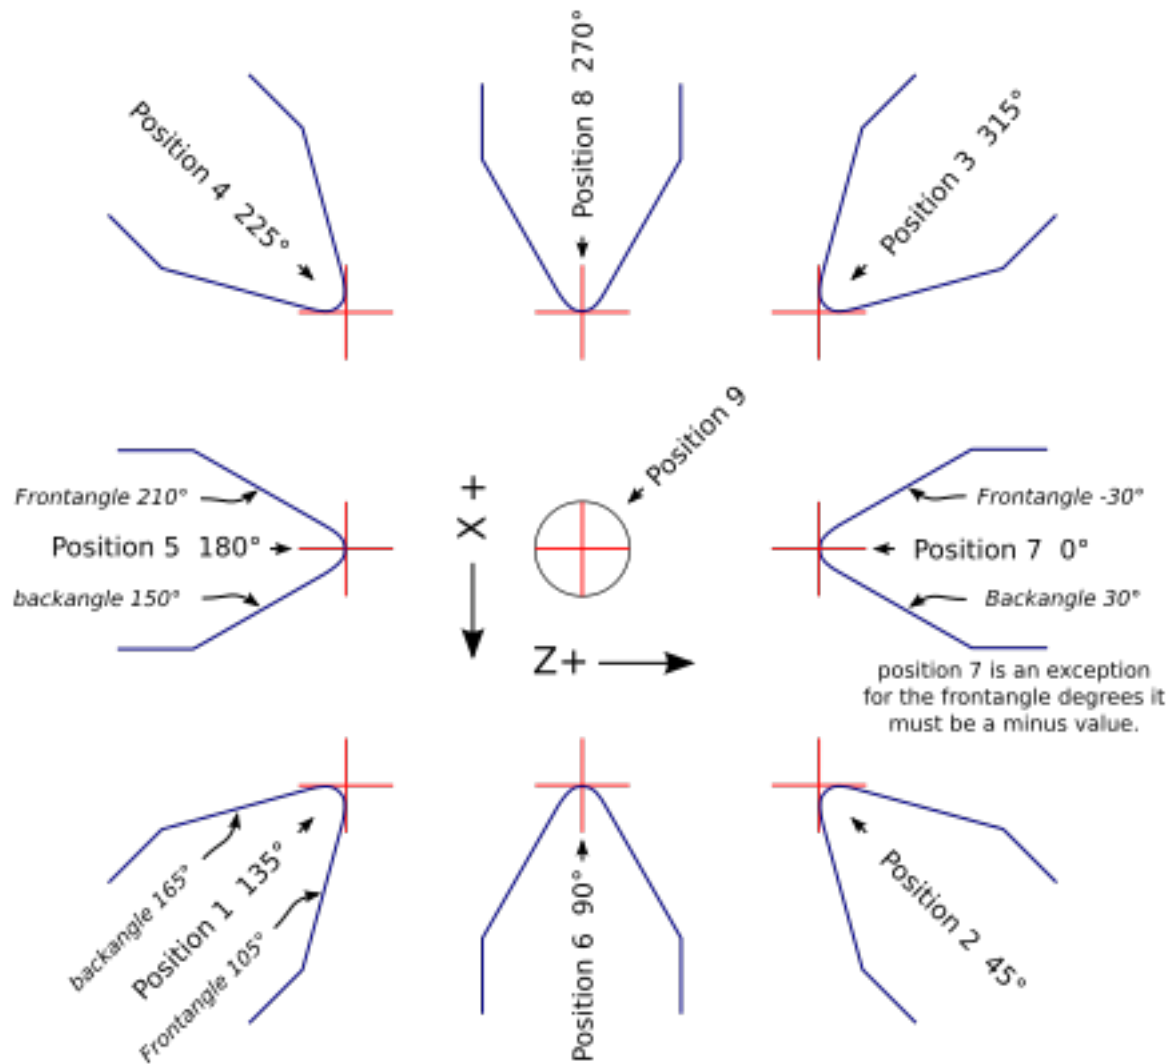 Position 4 225°
Position 8 270°
Position 3 315°
Position 9
X +
Z+
Frontangle 210°
Position 5 180°
backangle 150°
Frontangle -30°
Position 7 0°
Backangle 30°
position 7 is an exception
for the frontangle degrees it
must be a minus value.
backangle 165°
Position 1 135°
Frontangle 105°
Position 6 90°
Position 2 45°